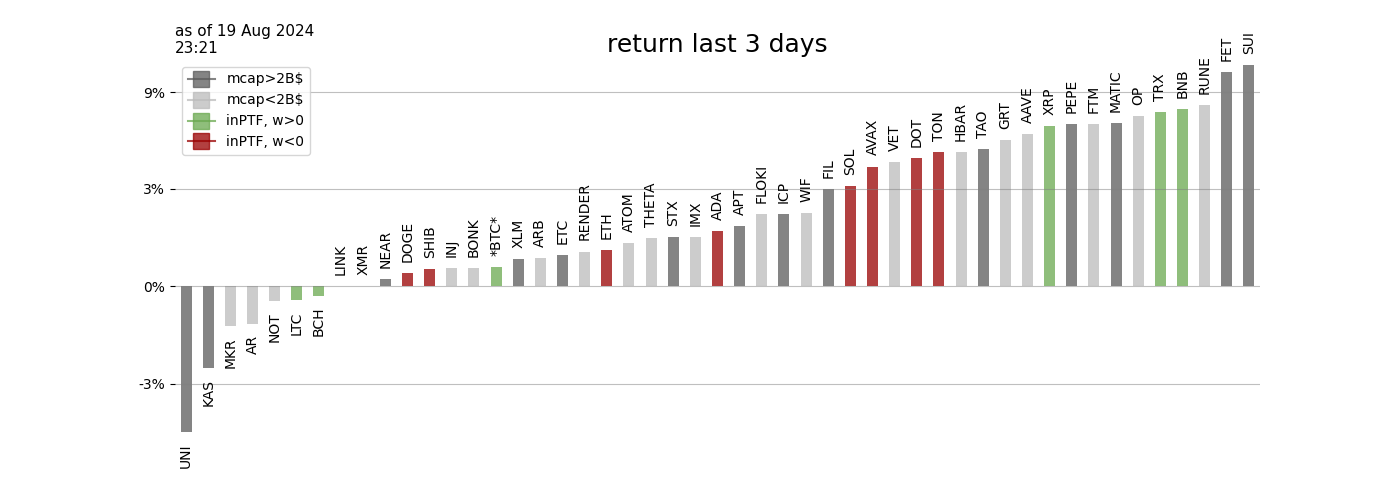 as of 19 Aug 2024
23:21
return last 3 days
mcap>2B$
mcap<2B$
inPTF, w>0
inPTF, w<0
9%
3%
0%
-3%
UNI
KAS
MKR
AR
NOT
LTC
BCH
LINK
XMR
NEAR
DOGE
SHIB
INJ
BONK
*BTC*
XLM
ARB
ETC
RENDER
ETH
ATOM
THETA
STX
IMX
ADA
APT
FLOKI
ICP
WIF
FIL
SOL
AVAX
VET
DOT
TON
HBAR
TAO
GRT
AAVE
XRP
PEPE
FTM
MATIC
OP
TRX
BNB
RUNE
FET
SUI